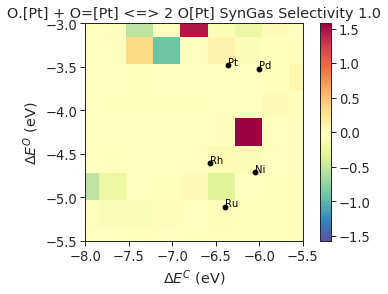 O.[Pt] + O=[Pt] <=> 2 O[Pt] SynGas Selectivity 1.0
−3.0
−3.5
−4.0
−4.5
−5.0
−5.5
ΔE^O (eV)
Pt
Pd
Rh
Ni
Ru
−8.0 −7.5 −7.0 −6.5 −6.0 −5.5
ΔE^C (eV)
1.5
1.0
0.5
0.0
−0.5
−1.0
−1.5